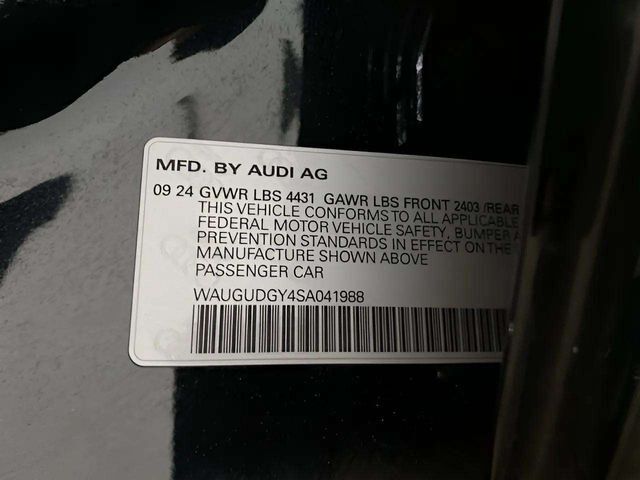 MFD. BY AUDI AG
09 24 GVWR LBS 4431 GAWR LBS FRONT 2403 /REAR
THIS VEHICLE CONFORMS TO ALL APPLICABLE
FEDERAL MOTOR VEHICLE SAFETY, BUMPER
PREVENTION STANDARDS IN EFFECT ON THE
MANUFACTURE SHOWN ABOVE
PASSENGER CAR
WAUGUDGY4SA041988